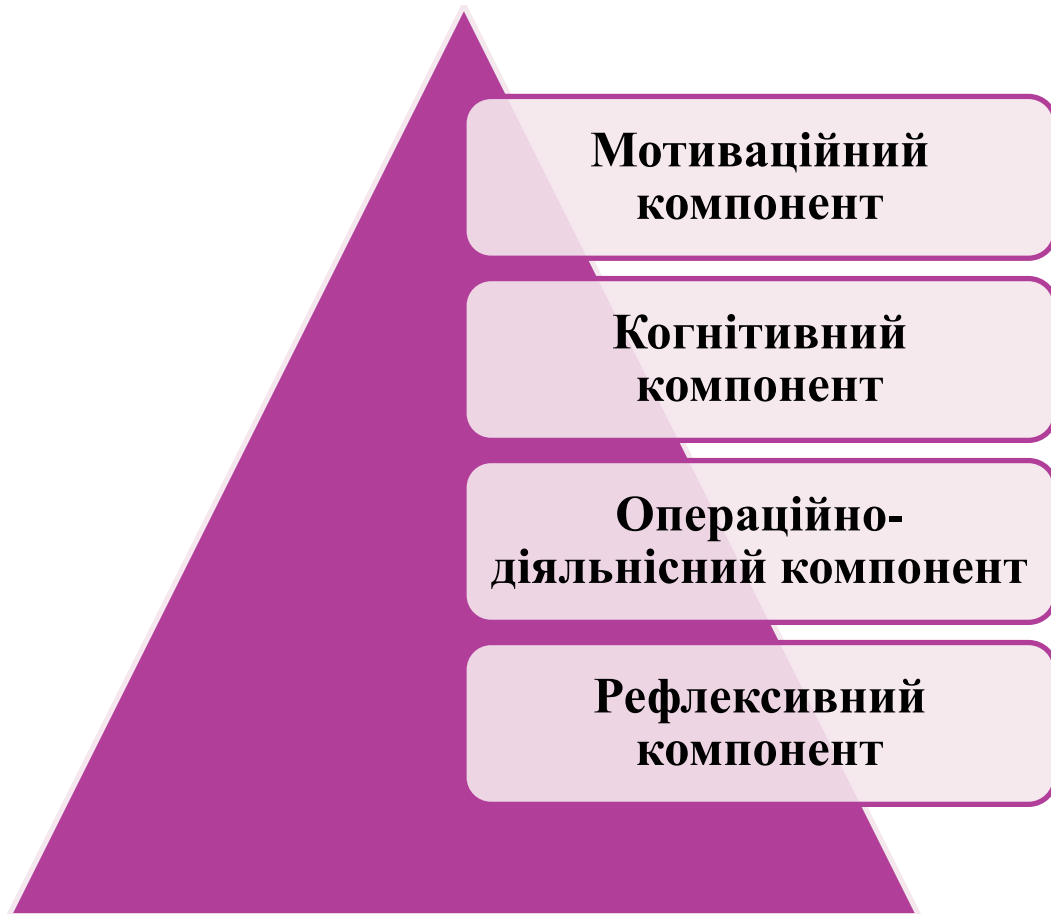 Мотиваційний
компонент
Когнітивний
компонент
Операційно-
діяльнісний компонент
Рефлексивний
компонент